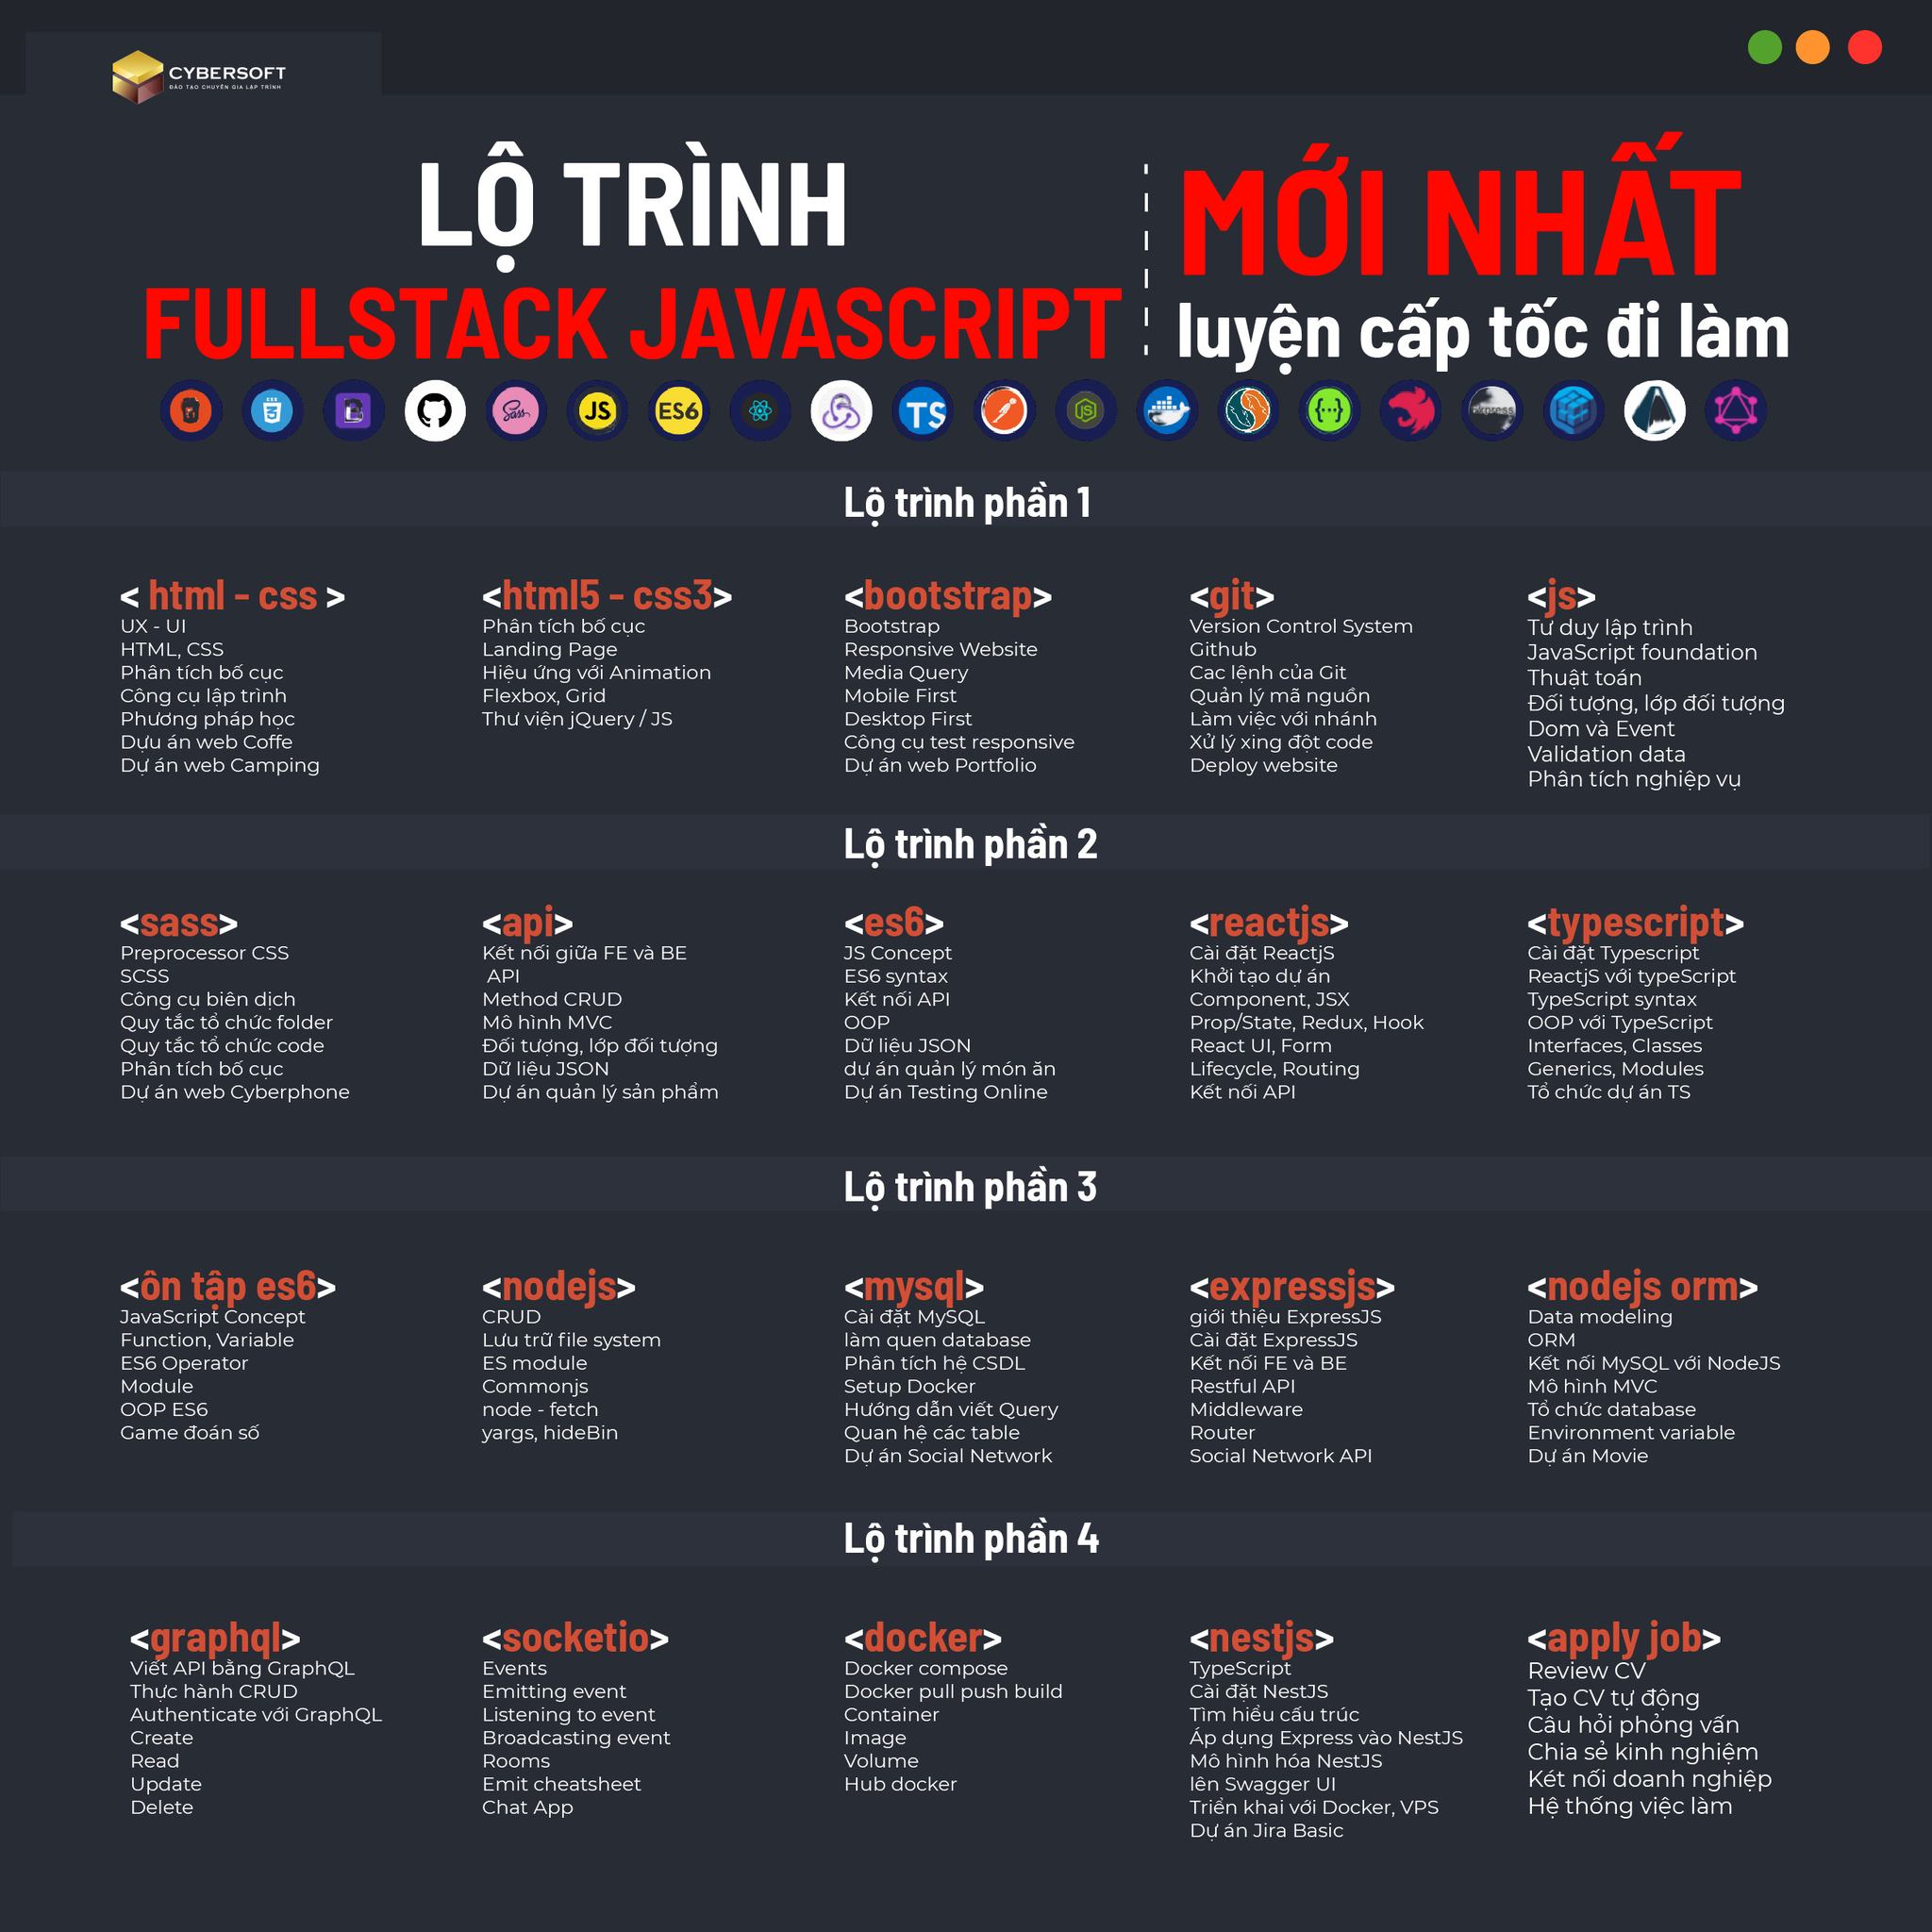 CYBERSOFT
ĐÀO TẠO CHUYÊN GIA LẬP TRÌNH
LỘ TRÌNH
FULLSTACK JAVASCRIPT
MỚI NHẤT
luyện cấp tốc đi làm
3
B
Sass
JS
ES6
TS
JS
{···}
express
Lộ trình phần 1
< html - css >
UX - UI
HTML, CSS
Phân tích bố cục
Công cụ lập trình
Phương pháp học
Dựu án web Coffe
Dự án web Camping
<html5 - css3>
Phân tích bố cục
Landing Page
Hiệu ứng với Animation
Flexbox, Grid
Thư viện jQuery / JS
<bootstrap>
Bootstrap
Responsive Website
Media Query
Mobile First
Desktop First
Công cụ test responsive
Dự án web Portfolio
<git>
Version Control System
Github
Cac lệnh của Git
Quản lý mã nguồn
Làm việc với nhánh
Xử lý xing đột code
Deploy website
<js>
Tư duy lập trình
JavaScript foundation
Thuật toán
Đối tượng, lớp đối tượng
Dom và Event
Validation data
Phân tích nghiệp vụ
Lộ trình phần 2
<sass>
Preprocessor CSS
SCSS
Công cụ biên dịch
Quy tắc tổ chức folder
Quy tắc tổ chức code
Phân tích bố cục
Dự án web Cyberphone
<api>
Kết nối giữa FE và BE
API
Method CRUD
Mô hình MVC
Đối tượng, lớp đối tượng
Dữ liệu JSON
Dự án quản lý sản phẩm
<es6>
JS Concept
ES6 syntax
Kết nối API
OOP
Dữ liệu JSON
dự án quản lý món ăn
Dự án Testing Online
<reactjs>
Cài đặt ReactjS
Khởi tạo dự án
Component, JSX
Prop/State, Redux, Hook
React UI, Form
Lifecycle, Routing
Kết nối API
<typescript>
Cài đặt Typescript
ReactjS với typeScript
TypeScript syntax
OOP với TypeScript
Interfaces, Classes
Generics, Modules
Tổ chức dự án TS
Lộ trình phần 3
<ôn tập es6>
JavaScript Concept
Function, Variable
ES6 Operator
Module
OOP ES6
Game đoán số
<nodejs>
CRUD
Lưu trữ file system
ES module
Commonjs
node - fetch
yargs, hideBin
<mysql>
Cài đặt MySQL
làm quen database
Phân tích hệ CSDL
Setup Docker
Hướng dẫn viết Query
Quan hệ các table
Dự án Social Network
<expressjs>
giới thiệu ExpressJS
Cài đặt ExpressJS
Kết nối FE và BE
Restful API
Middleware
Router
Social Network API
<nodejs orm>
Data modeling
ORM
Kết nối MySQL với NodeJS
Mô hình MVC
Tổ chức database
Environment variable
Dự án Movie
Lộ trình phần 4
<graphql>
Viết API bằng GraphQL
Thực hành CRUD
Authenticate với GraphQL
Create
Read
Update
Delete
<socketio>
Events
Emitting event
Listening to event
Broadcasting event
Rooms
Emit cheatsheet
Chat App
<docker>
Docker compose
Docker pull push build
Container
Image
Volume
Hub docker
<nestjs>
TypeScript
Cài đặt NestJS
Tìm hiểu cấu trúc
Áp dụng Express vào NestJS
Mô hình hóa NestJS
lên Swagger UI
Triển khai với Docker, VPS
Dự án Jira Basic
<apply job>
Review CV
Tạo CV tự động
Câu hỏi phỏng vấn
Chia sẻ kinh nghiệm
Két nối doanh nghiệp
Hệ thống việc làm